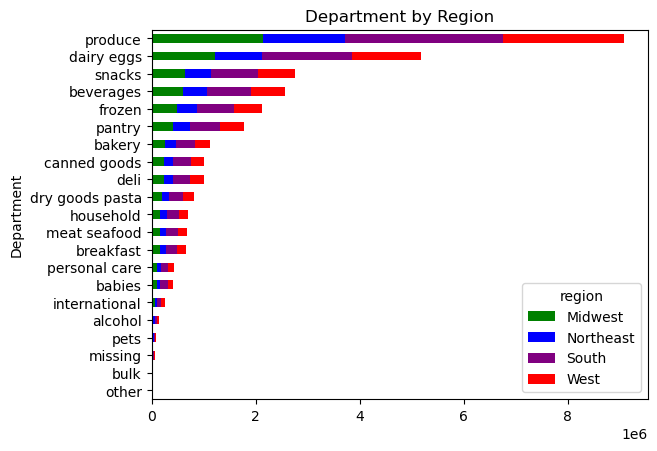 Department by Region
Department
produce
dairy eggs
snacks
beverages
frozen
pantry
bakery
canned goods
deli
dry goods pasta
household
meat seafood
breakfast
personal care
babies
international
alcohol
pets
missing
bulk
other
region
Midwest
Northeast
South
West
0 2 4 6 8
1e6